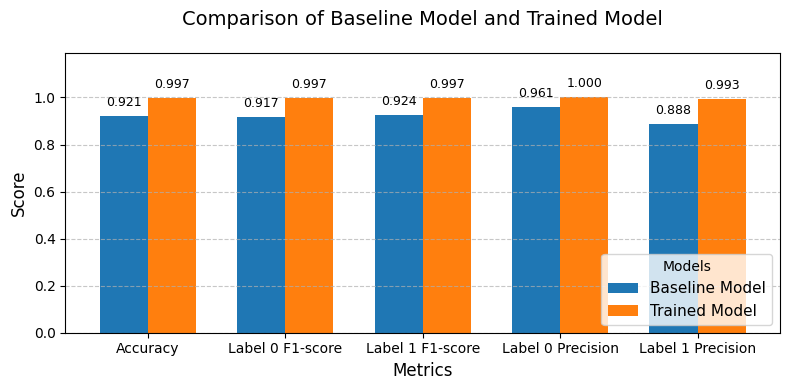 Comparison of Baseline Model and Trained Model
Score
1.0
0.8
0.6
0.4
0.2
0.0
0.921
0.997
0.917
0.997
0.924
0.997
0.961
1.000
0.888
0.993
Models
Baseline Model
Trained Model
Accuracy
Label 0 F1-score
Label 1 F1-score
Label 0 Precision
Label 1 Precision
Metrics